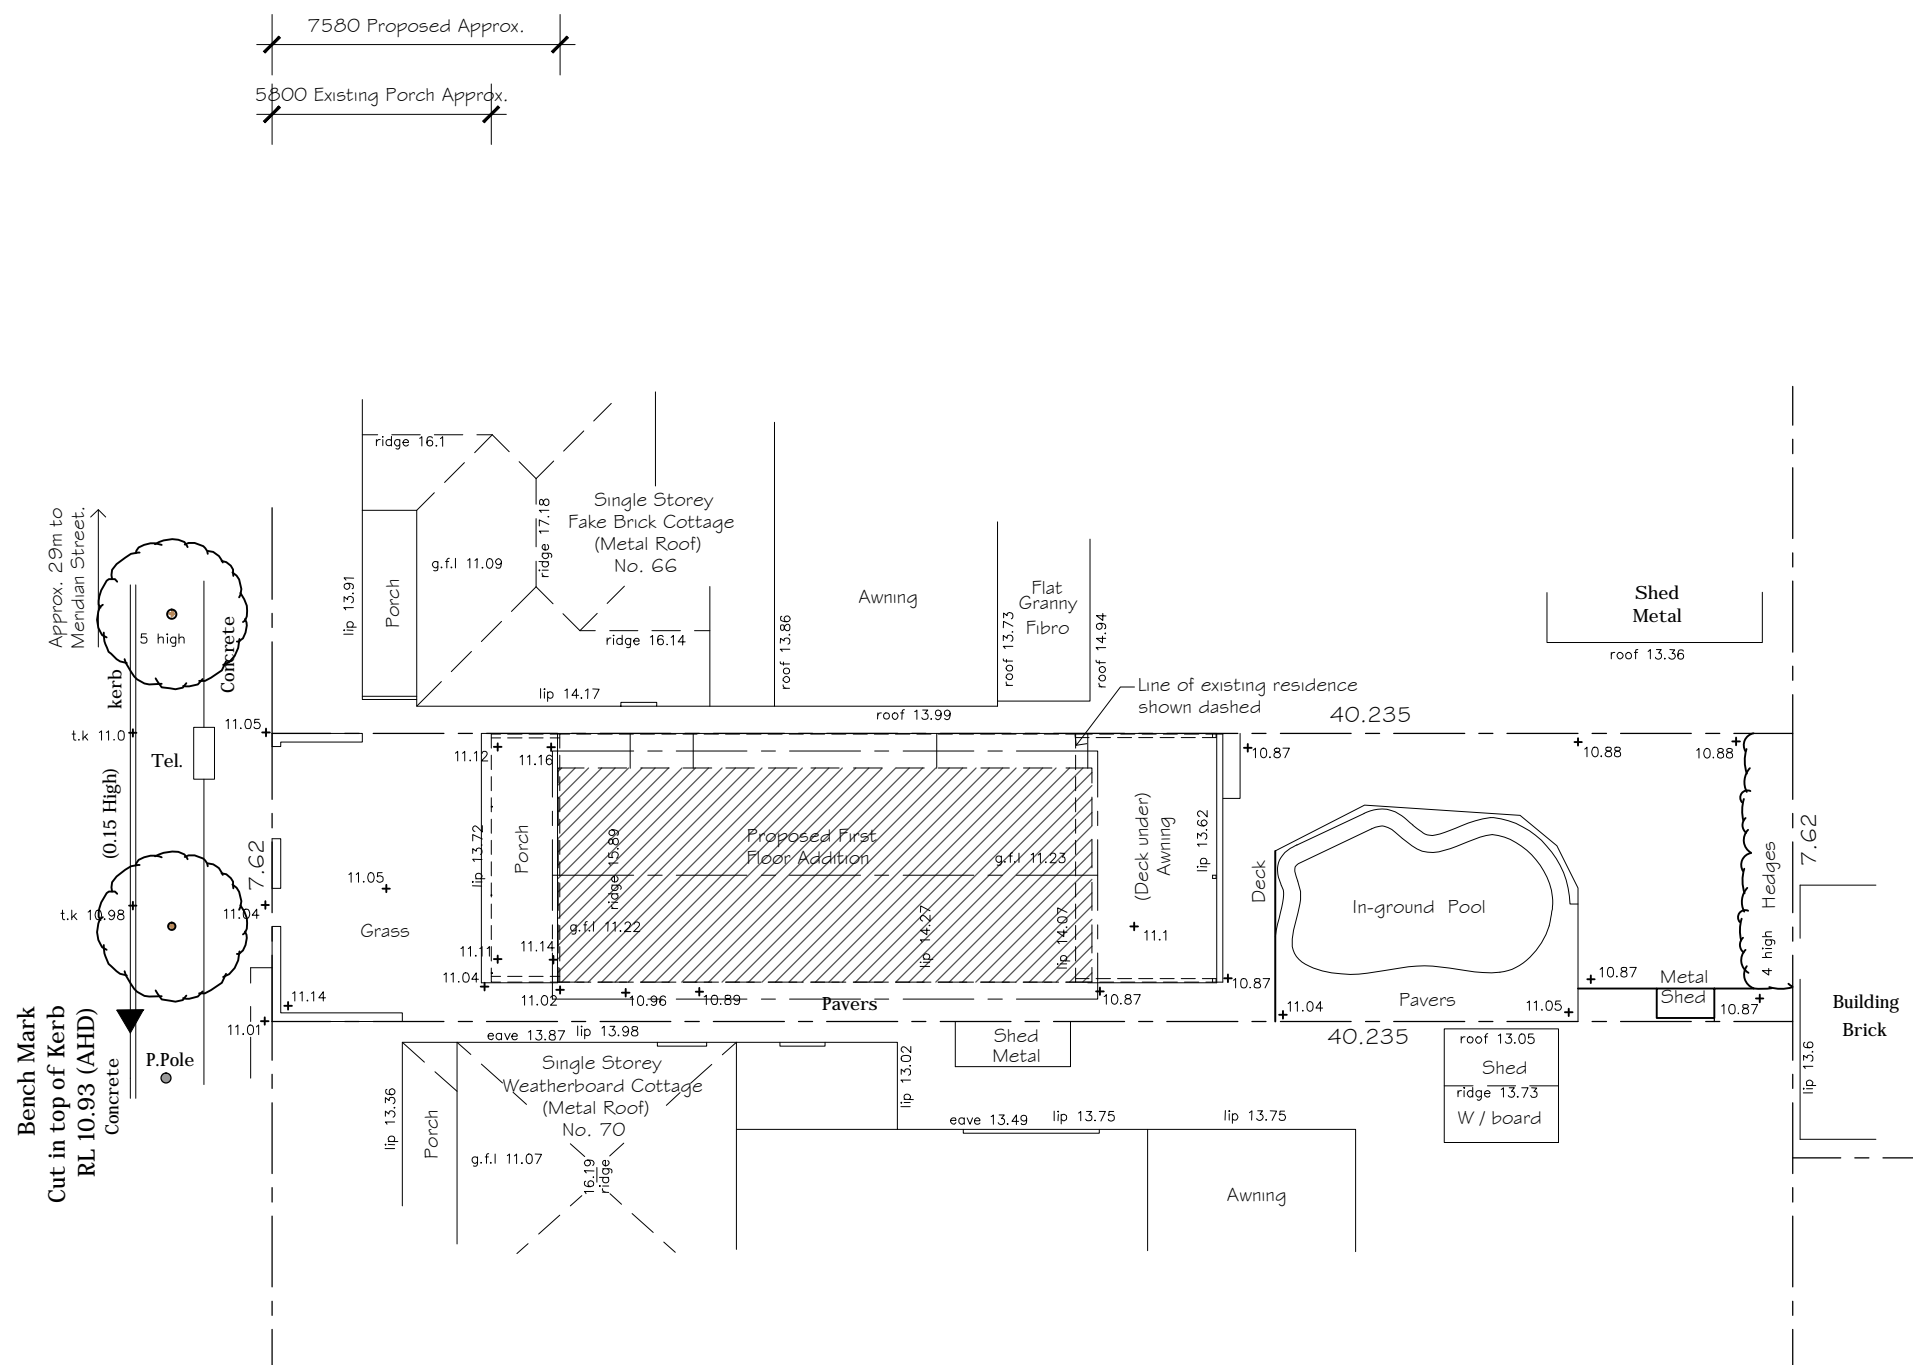 7580 Proposed Approx.
5800 Existing Porch Approx.
Approx. 29m to
Meridian Street.
5 high
Concrete
kerb
t.k 11.0
11.05
Tel.
(0.15 High)
7.62
t.k 10.98
11.04
11.05
Grass
11.14
11.01
P.Pole
Concrete
Bench Mark
Cut in top of Kerb
RL 10.93 (AHD)
ridge 16.1
lip 13.91
Porch
g.f.l 11.09
ridge 17.18
Single Storey
Fake Brick Cottage
(Metal Roof)
No. 66
ridge 16.14
lip 14.17
roof 13.86
Awning
roof 13.99
roof 13.73
Flat
Granny
Fibro
roof 14.94
Line of existing residence
shown dashed
40.235
Shed
Metal
roof 13.36
11.12
11.16
lip 13.72
Porch
ridge 15.89
Proposed First
Floor Addition
g.f.l 11.23
g.f.l 11.22
lip 14.27
lip 14.07
11.11
11.14
11.04
11.02
10.96
10.89
Pavers
10.87
(Deck under)
Awning
11.1
lip 13.62
10.87
10.87
Deck
In-ground Pool
Pavers
11.04
11.05
10.88
10.88
10.87
Metal
Shed
10.87
4 high Hedges
7.62
Building
Brick
lip 13.6
40.235
eave 13.87
lip 13.98
lip 13.36
Porch
Single Storey
Weatherboard Cottage
(Metal Roof)
No. 70
g.f.l 11.07
16.19
ridge
lip 13.02
Shed
Metal
eave 13.49
lip 13.75
lip 13.75
Awning
roof 13.05
Shed
ridge 13.73
W / board